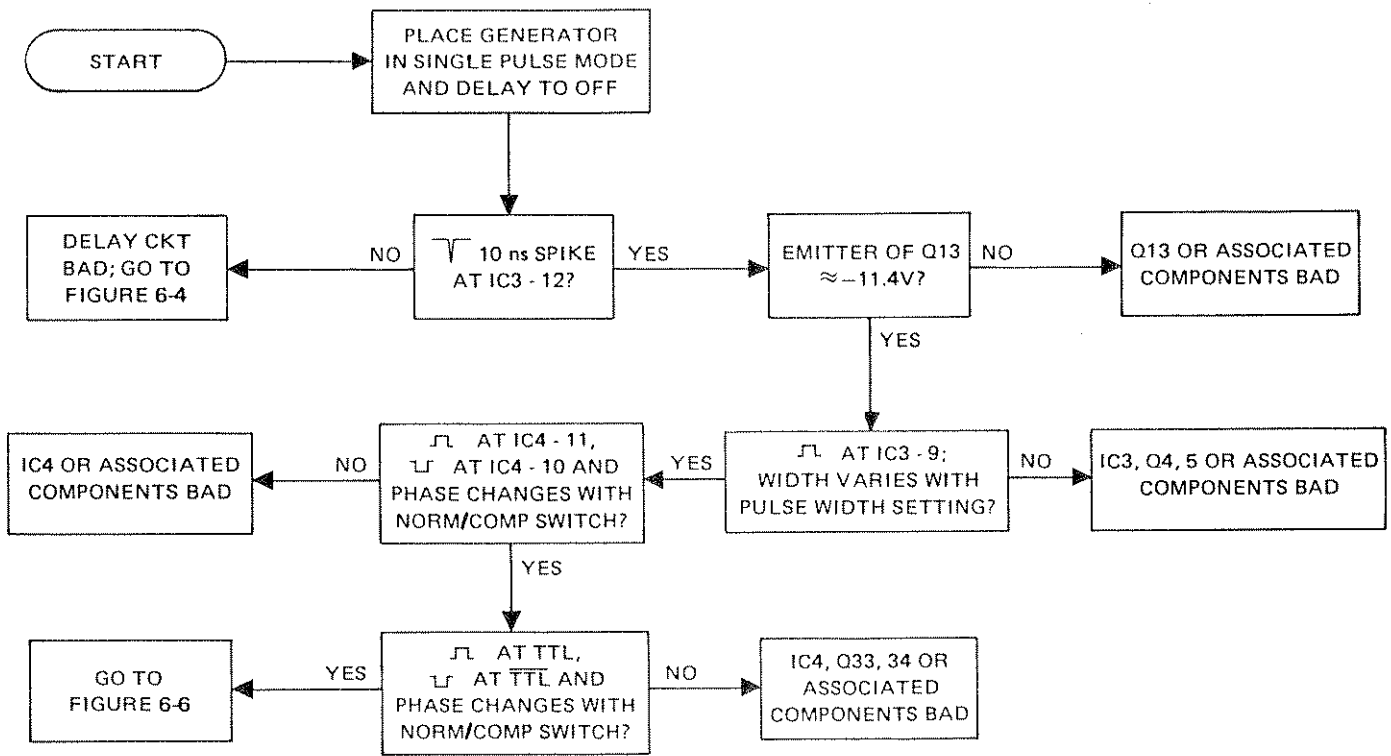 START
PLACE GENERATOR
IN SINGLE PULSE MODE
AND DELAY TO OFF
DELAY CKT
BAD; GO TO
FIGURE 6-4
NO
10 ns SPIKE
AT IC3 - 12?
YES
EMITTER OF Q13
≈−11.4V?
NO
Q13 OR ASSOCIATED
COMPONENTS BAD
YES
IC4 OR ASSOCIATED
COMPONENTS BAD
NO
AT IC4 - 11,
AT IC4 - 10 AND
PHASE CHANGES WITH
NORM/COMP SWITCH?
YES
AT IC3 - 9;
WIDTH VARIES WITH
PULSE WIDTH SETTING?
NO
IC3, Q4, 5 OR ASSOCIATED
COMPONENTS BAD
YES
GO TO
FIGURE 6-6
YES
AT TTL,
AT T̅T̅L̅ AND
PHASE CHANGES WITH
NORM/COMP SWITCH?
NO
IC4, Q33, 34 OR
ASSOCIATED
COMPONENTS BAD